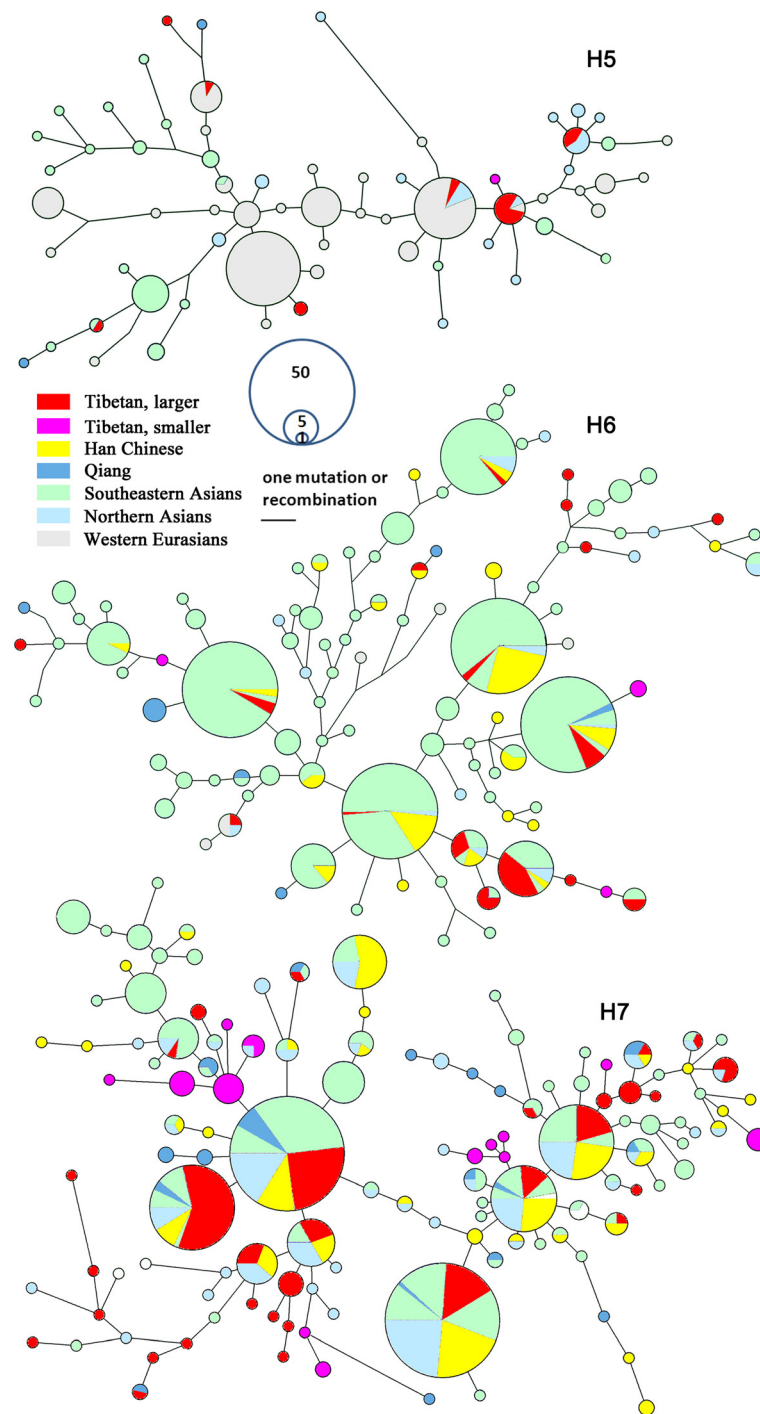 H5
50
5
1
Tibetan, larger
Tibetan, smaller
Han Chinese
Qiang
Southeastern Asians
Northern Asians
Western Eurasians
one mutation or
recombination
H6
H7